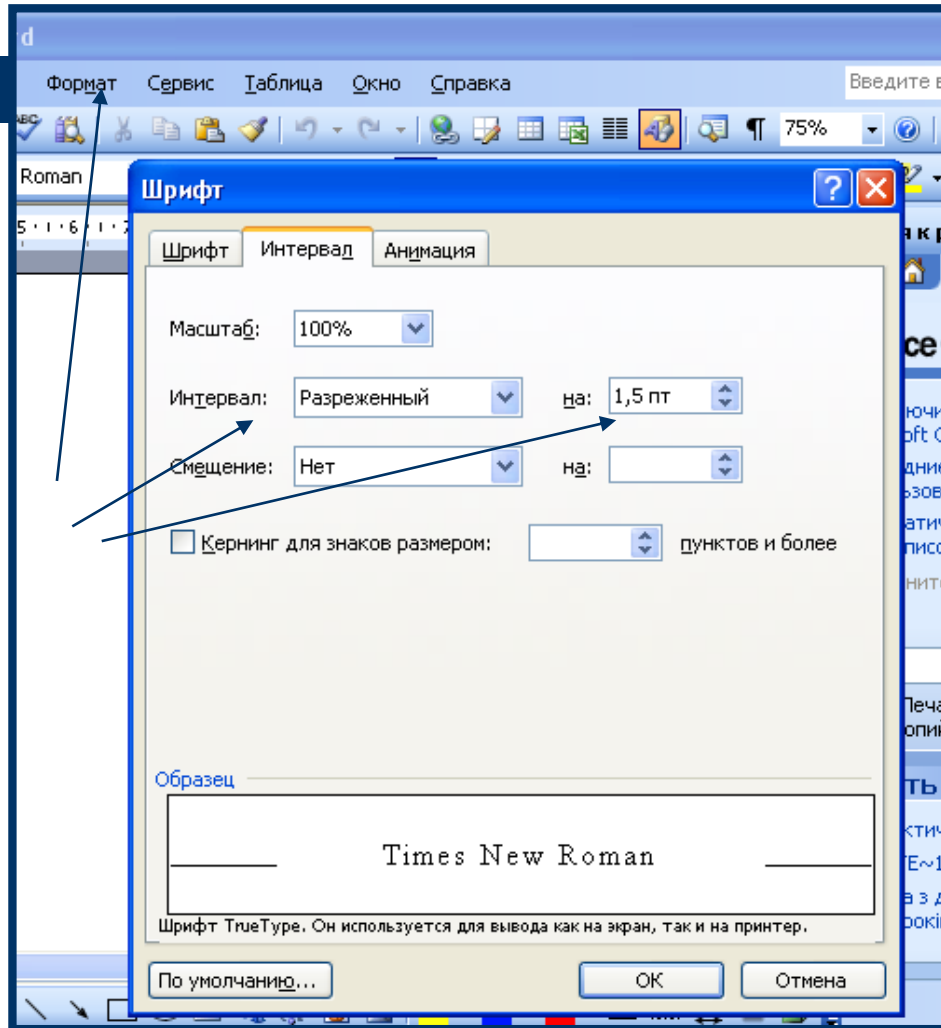 d
Формат Сервис Таблица Окно Справка
Введите в
75%
Roman
Шрифт
Шрифт Интервал Анимация
Масштаб: 100%
Интервал: Разреженный на: 1,5 пт
Смещение: Нет на:
Кернинг для знаков размером: пунктов и более
Образец
Times New Roman
Шрифт TrueType. Он используется для вывода как на экран, так и на принтер.
По умолчанию... ОК Отмена